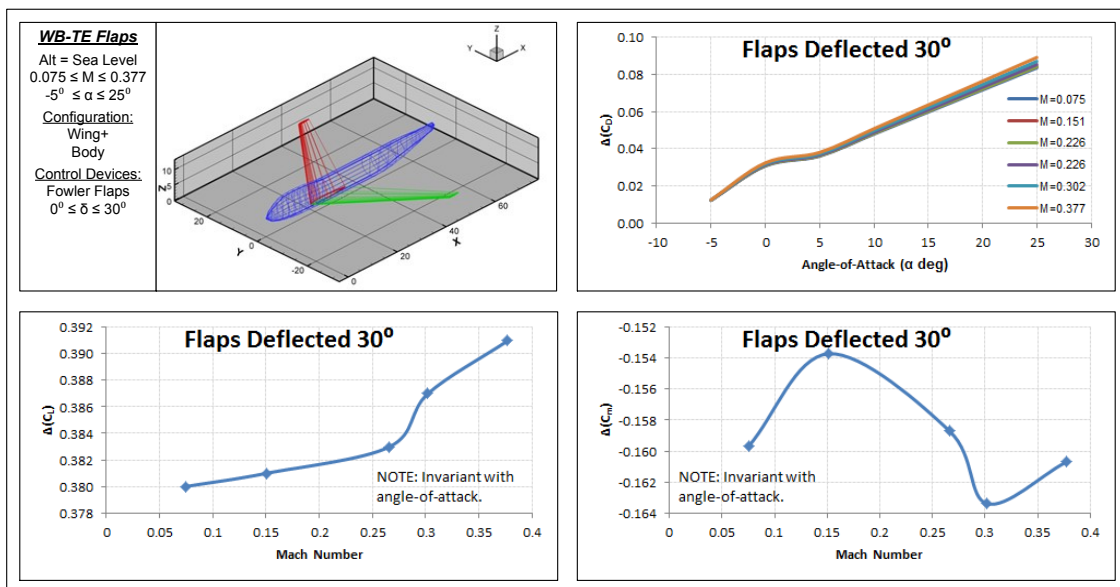 WB-TE Flaps
Alt = Sea Level
0.075 ≤ M ≤ 0.377
-5⁰ ≤ α ≤ 25⁰
Configuration:
Wing+
Body
Control Devices:
Fowler Flaps
0⁰ ≤ δ ≤ 30⁰
Z
Y
X
Z
10
5
0
20
Y
0
-20
0
20
40
X
60
Flaps Deflected 30⁰
Δ(C_D)
0.10
0.08
0.06
0.04
0.02
0.00
-10
-5
0
5
10
15
20
25
30
Angle-of-Attack (α deg)
M=0.075
M=0.151
M=0.226
M=0.226
M=0.302
M=0.377
Flaps Deflected 30⁰
Δ(C_L)
0.392
0.390
0.388
0.386
0.384
0.382
0.380
0.378
0
0.05
0.1
0.15
0.2
0.25
0.3
0.35
0.4
Mach Number
NOTE: Invariant with
angle-of-attack.
Flaps Deflected 30⁰
Δ(C_m)
-0.152
-0.154
-0.156
-0.158
-0.160
-0.162
-0.164
0
0.05
0.1
0.15
0.2
0.25
0.3
0.35
0.4
Mach Number
NOTE: Invariant with
angle-of-attack.